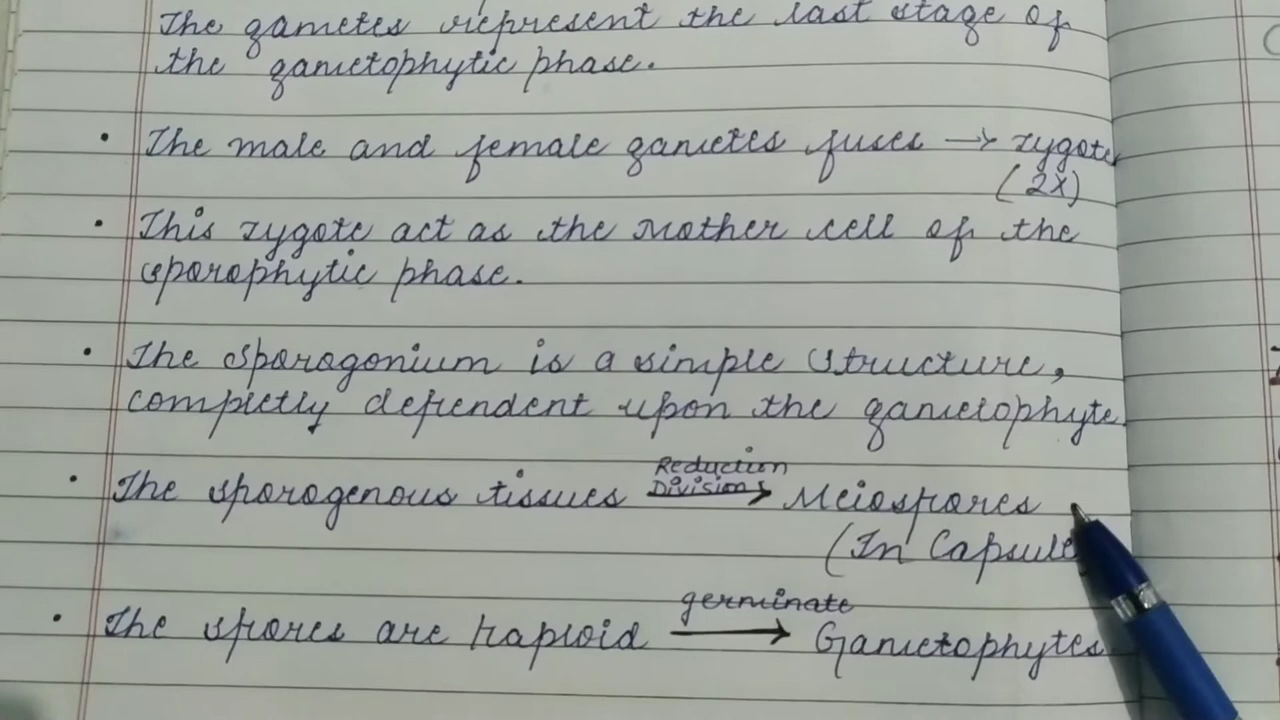 The gametes represent the last stage of
the gametophytic phase.
• The male and female gametes fuses → zygote
(2X)
• This zygote act as the Mother cell of the
sporophytic phase.
• The Sporogonium is a simple structure,
completly dependent upon the gametophyte.
• The sporogenous tissues Reduction Divisions → Meiospores
(In Capsule
• The spores are haploid germinate → Gametophytes.